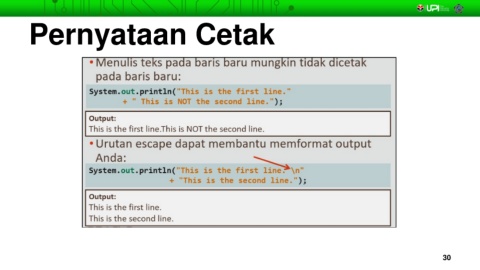 UPI
Pernyataan Cetak
• Menulis teks pada baris baru mungkin tidak dicetak
pada baris baru:
System.out.println("This is the first line."
+ " This is NOT the second line.");
Output:
This is the first line.This is NOT the second line.
• Urutan escape dapat membantu memformat output
Anda:
System.out.println("This is the first line. \n"
+ "This is the second line.");
Output:
This is the first line.
This is the second line.
30